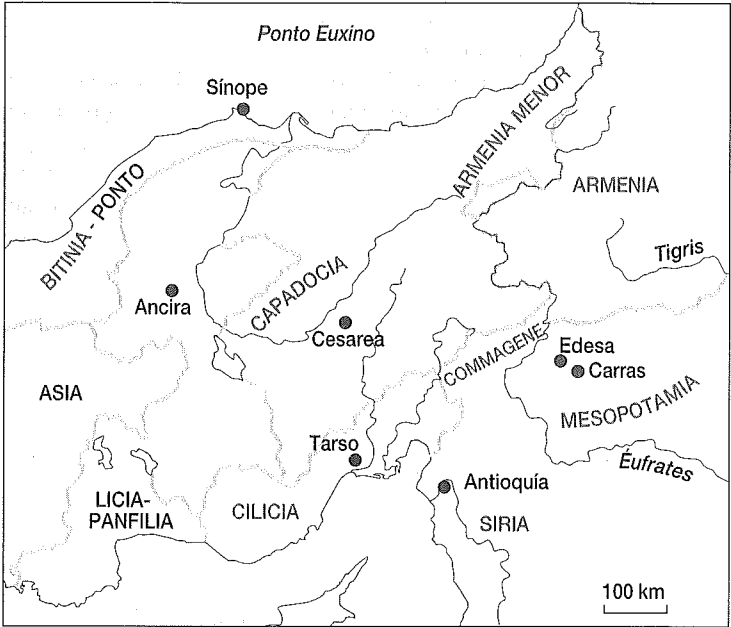 Ponto Euxino
Sínope
ARMENIA MENOR
ARMENIA
BITINIA - PONTO
Tigris
CAPADOCIA
Ancira
Cesarea
COMMAGENE
Edesa
Carras
ASIA
MESOPOTAMIA
Tarso
Éufrates
Antioquía
LICIA-
PANFILIA
CILICIA
SIRIA
100 km